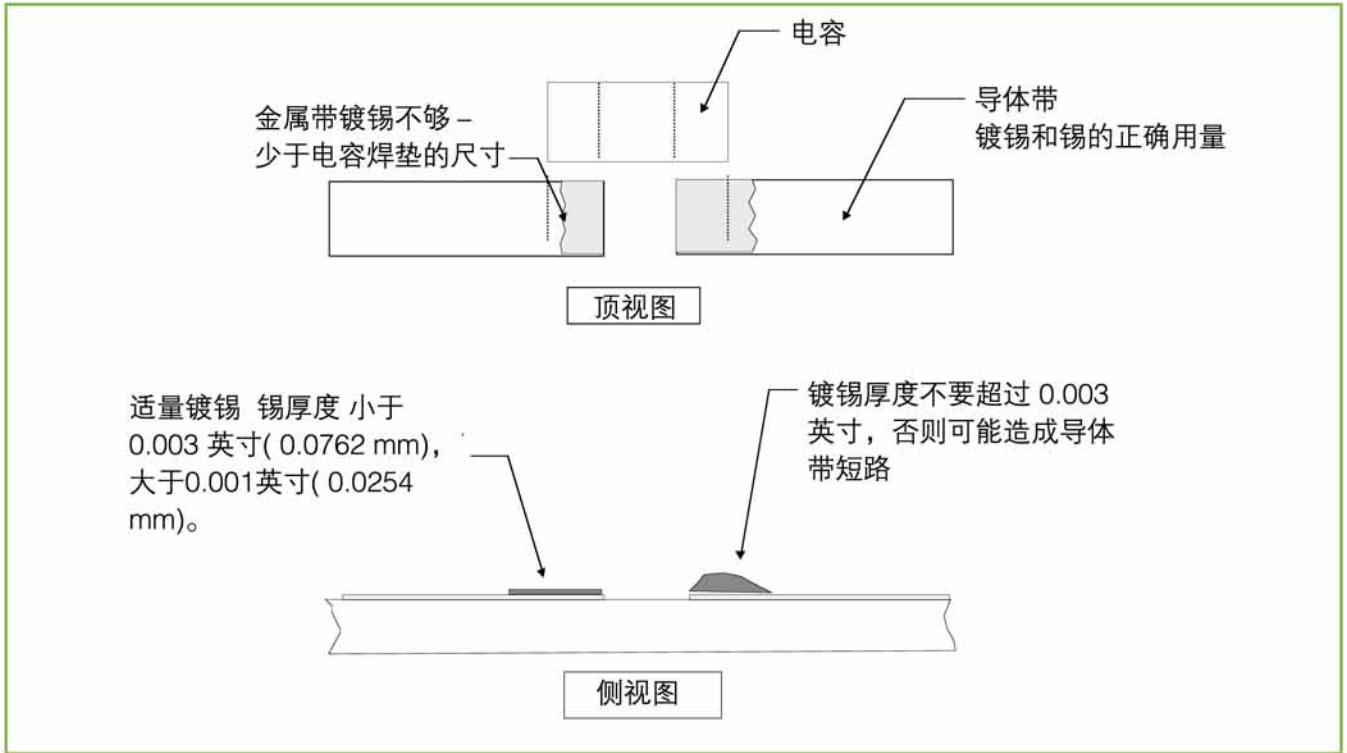 电容
金属带镀锡不够 –
少于电容焊垫的尺寸
导体带
镀锡和锡的正确用量
顶视图
适量镀锡 锡厚度 小于
0.003 英寸( 0.0762 mm)，
大于0.001英寸( 0.0254
mm)。
镀锡厚度不要超过 0.003
英寸，否则可能造成导体
带短路
侧视图